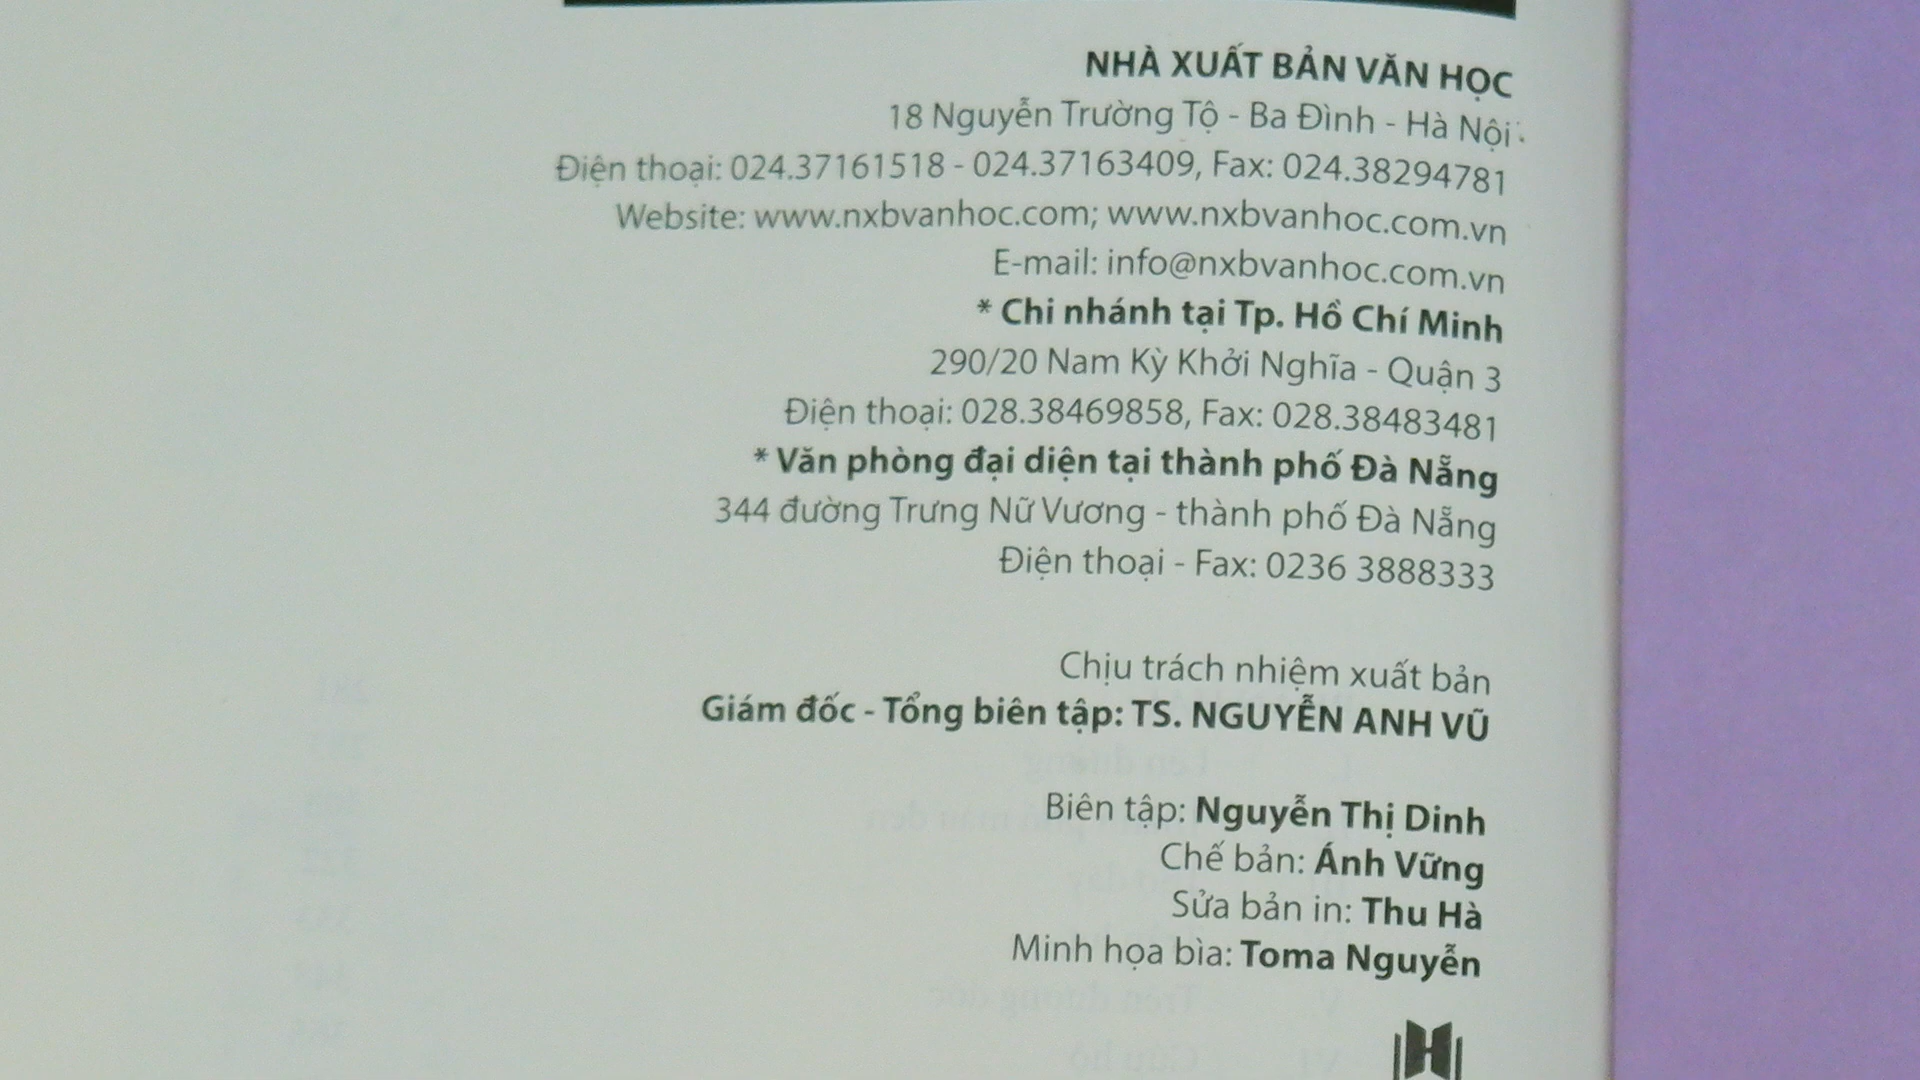 NHÀ XUẤT BẢN VĂN HỌC
18 Nguyễn Trường Tộ - Ba Đình - Hà Nội
Điện thoại: 024.37161518 - 024.37163409, Fax: 024.38294781
Website: www.nxbvanhoc.com; www.nxbvanhoc.com.vn
E-mail: info@nxbvanhoc.com.vn
* Chi nhánh tại Tp. Hồ Chí Minh
290/20 Nam Kỳ Khởi Nghĩa - Quận 3
Điện thoại: 028.38469858, Fax: 028.38483481
* Văn phòng đại diện tại thành phố Đà Nẵng
344 đường Trưng Nữ Vương - thành phố Đà Nẵng
Điện thoại - Fax: 0236 3888333
Chịu trách nhiệm xuất bản
Giám đốc - Tổng biên tập: TS. NGUYỄN ANH VŨ
Biên tập: Nguyễn Thị Dinh
Chế bản: Ánh Vững
Sửa bản in: Thu Hà
Minh họa bìa: Toma Nguyễn